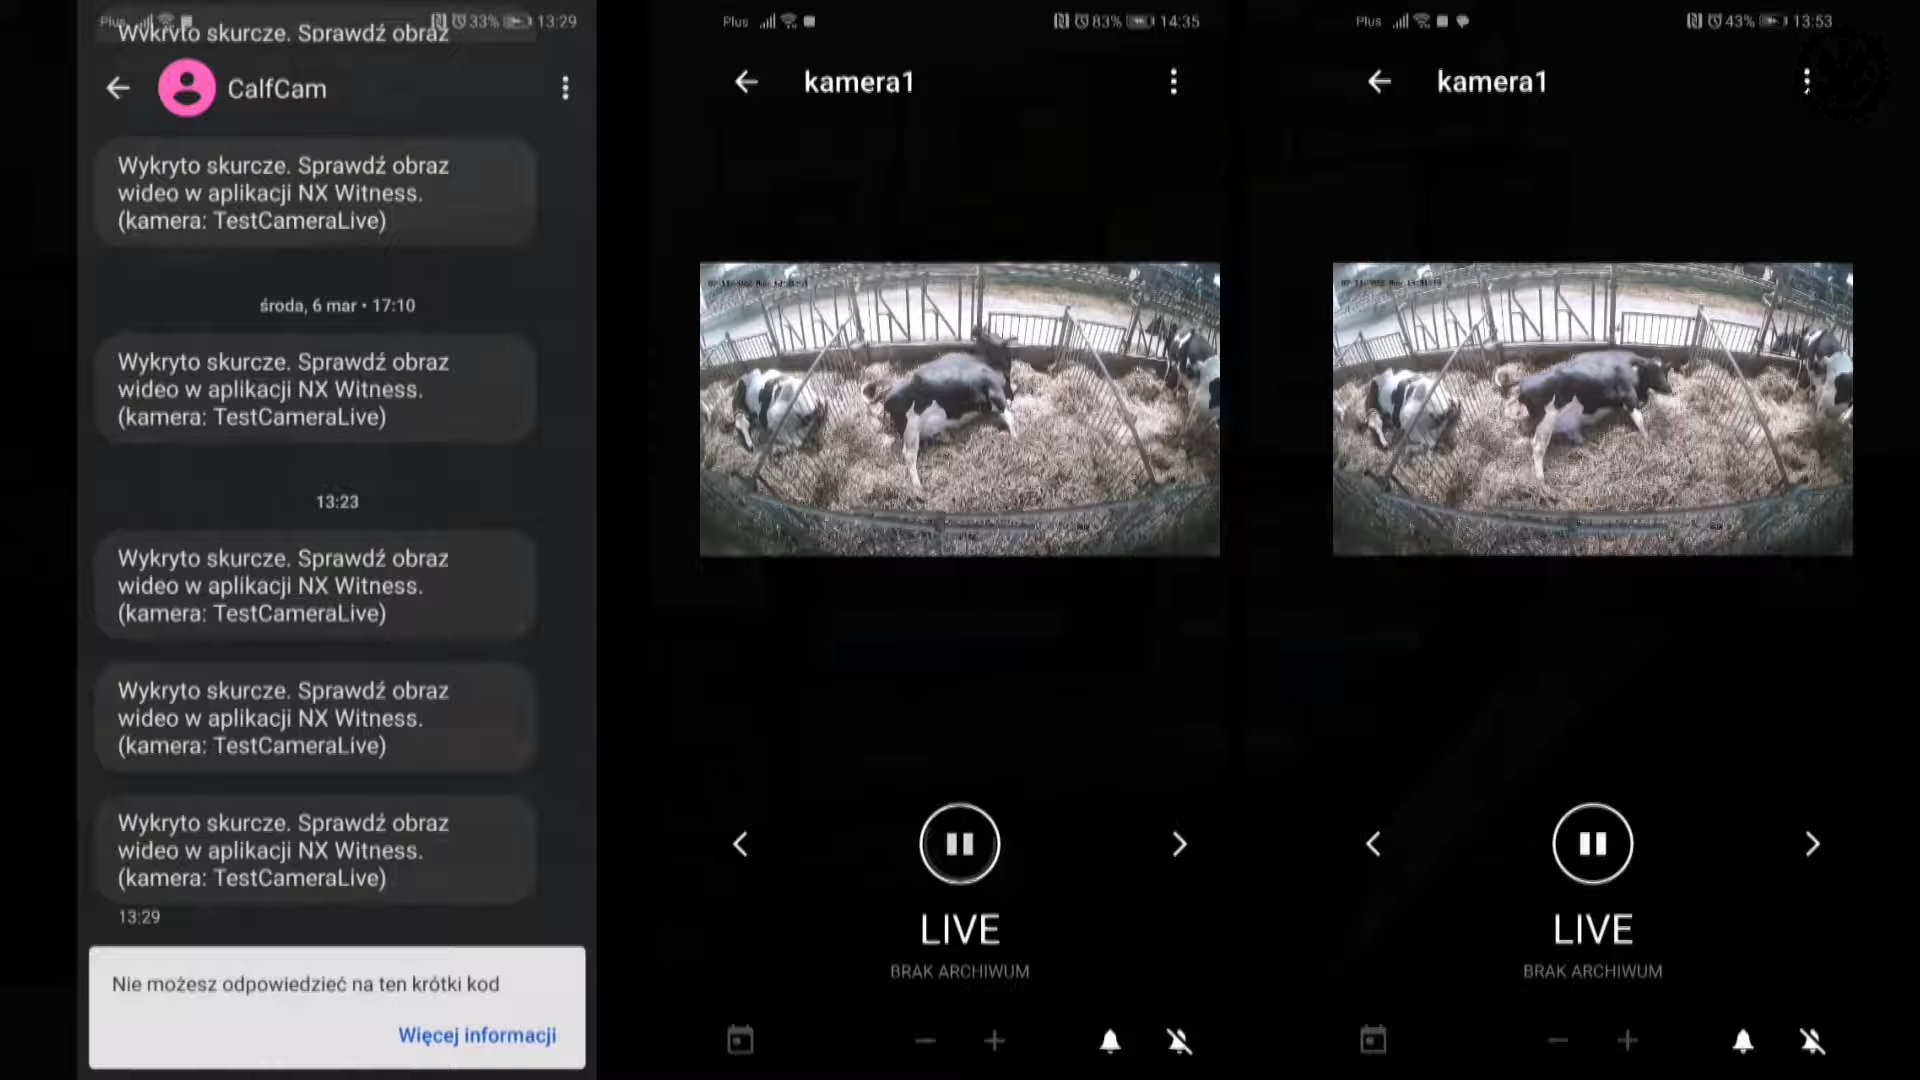 Plus 33% 13:29
Wykryto skurcze. Sprawdź obraz
CalfCam
Wykryto skurcze. Sprawdź obraz
wideo w aplikacji NX Witness.
(kamera: TestCameraLive)
środa, 6 mar • 17:10
Wykryto skurcze. Sprawdź obraz
wideo w aplikacji NX Witness.
(kamera: TestCameraLive)
13:23
Wykryto skurcze. Sprawdź obraz
wideo w aplikacji NX Witness.
(kamera: TestCameraLive)
Wykryto skurcze. Sprawdź obraz
wideo w aplikacji NX Witness.
(kamera: TestCameraLive)
Wykryto skurcze. Sprawdź obraz
wideo w aplikacji NX Witness.
(kamera: TestCameraLive)
13:29
Nie możesz odpowiedzieć na ten krótki kod
Więcej informacji
Plus 83% 14:35
kamera1
LIVE
BRAK ARCHIWUM
Plus 43% 13:53
kamera1
LIVE
BRAK ARCHIWUM